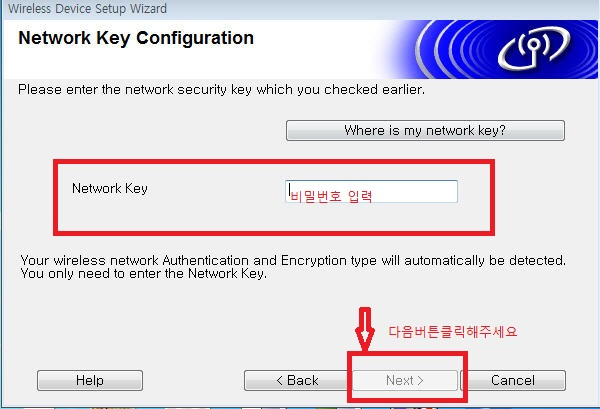 Wireless Device Setup Wizard
Network Key Configuration
Please enter the network security key which you checked earlier.
Where is my network key?
Network Key
비밀번호 입력
Your wireless network Authentication and Encryption type will automatically be detected.
You only need to enter the Network Key.
다음버튼클릭해주세요
Help
< Back
Next >
Cancel